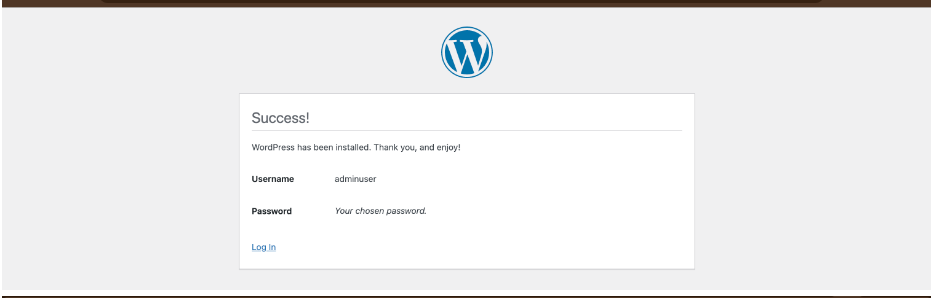 Success!
WordPress has been installed. Thank you, and enjoy!
Username adminuser
Password Your chosen password.
Log In